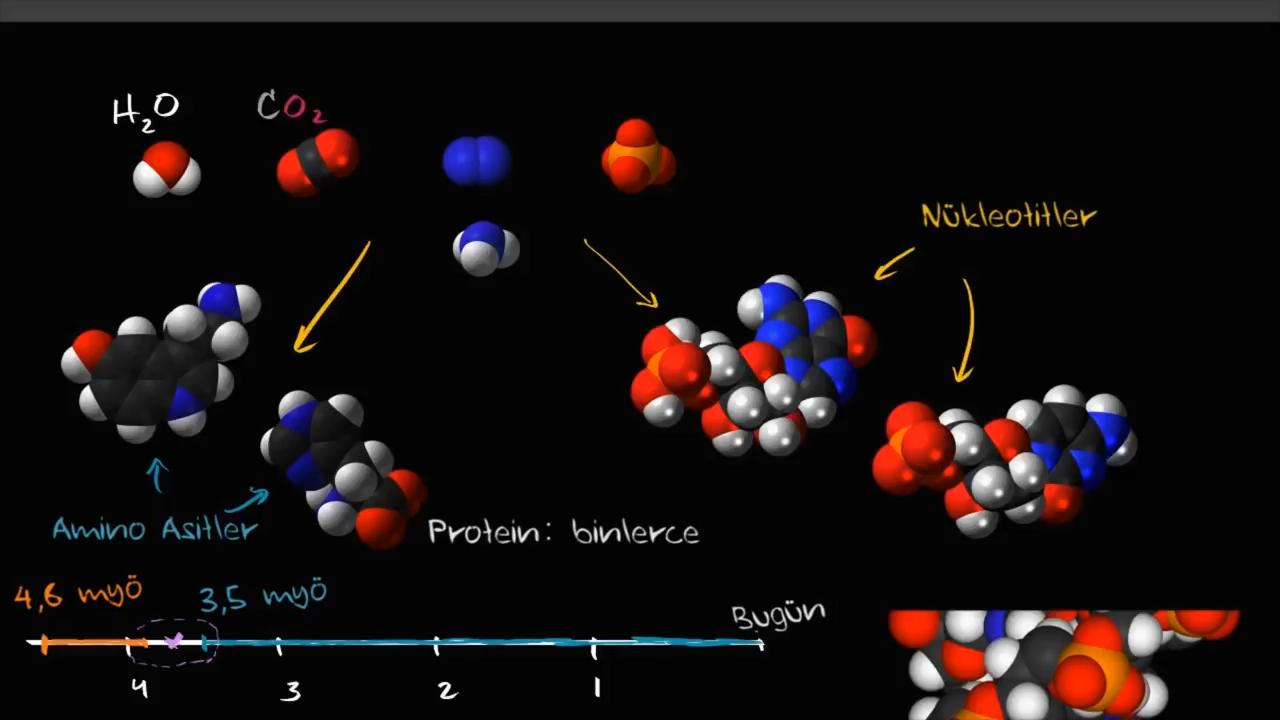 H₂O
CO₂
Nükleotitler
Amino Asitler
Protein: binlerce
4,6 myö
3,5 myö
Bugün
4
3
2
1